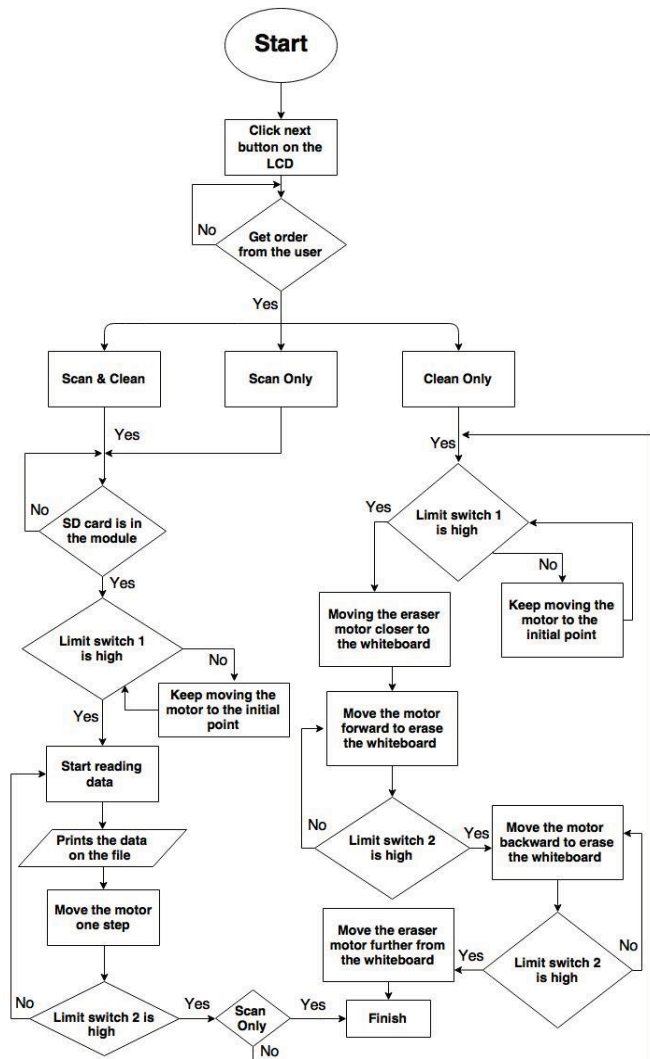 Start
Click next
button on the
LCD
No
Get order
from the user
Yes
Scan & Clean
Scan Only
Clean Only
Yes
Yes
No
SD card is in
the module
Yes
Limit switch 1
is high
No
Keep moving the
motor to the initial
point
Yes
Start reading
data
Prints the data
on the file
Move the motor
one step
No
Limit switch 2 is
high
Yes
Scan
Only
Yes
No
Yes
Limit switch 1
is high
No
Keep moving the
motor to the
initial point
Moving the eraser
motor closer to
the whiteboard
Move the motor
forward to erase
the whiteboard
No
Limit switch 2
is high
Yes
Move the motor
backward to erase
the whiteboard
No
Limit switch 2
is high
Yes
Move the eraser
motor further from
the whiteboard
Finish